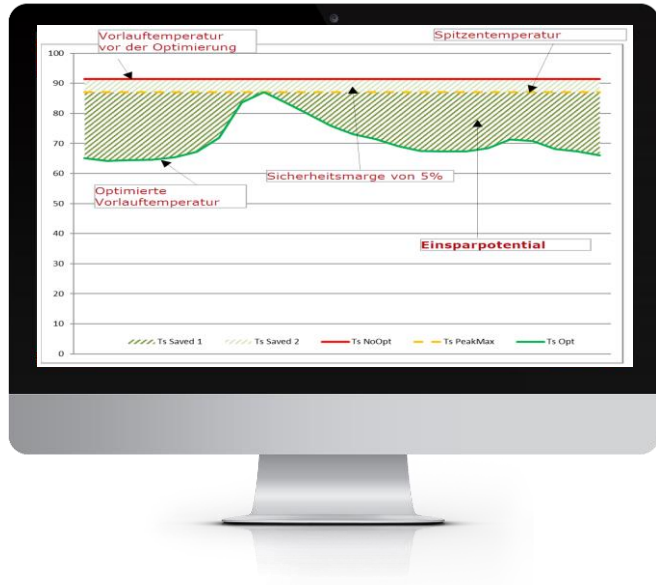 Vorlauftemperatur
vor der Optimierung
Spitzentemperatur
100
90
80
70
60
50
40
30
20
10
0
Sicherheitsmarge von 5%
Optimierte
Vorlauftemperatur
Einsparpotential
Ts Saved 1
Ts Saved 2
Ts NoOpt
Ts PeakMax
Ts Opt